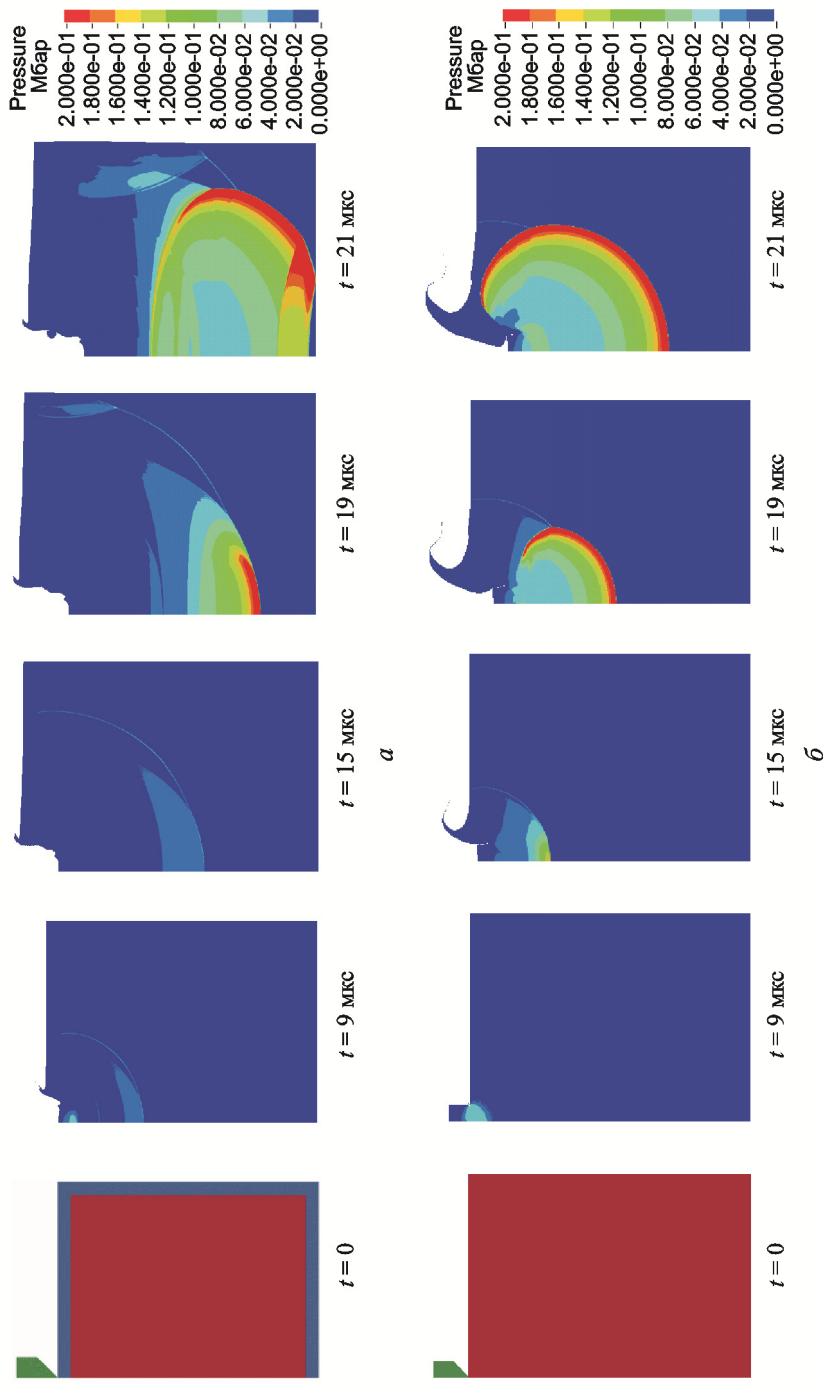 t = 0
t = 9 мкс
t = 15 мкс
t = 19 мкс
t = 21 мкс
Pressure
Мбар
2.000e-01
1.800e-01
1.600e-01
1.400e-01
1.200e-01
1.000e-01
8.000e-02
6.000e-02
4.000e-02
2.000e-02
0.000e+00
а
t = 0
t = 9 мкс
t = 15 мкс
t = 19 мкс
t = 21 мкс
Pressure
Мбар
2.000e-01
1.800e-01
1.600e-01
1.400e-01
1.200e-01
1.000e-01
8.000e-02
6.000e-02
4.000e-02
2.000e-02
0.000e+00
б